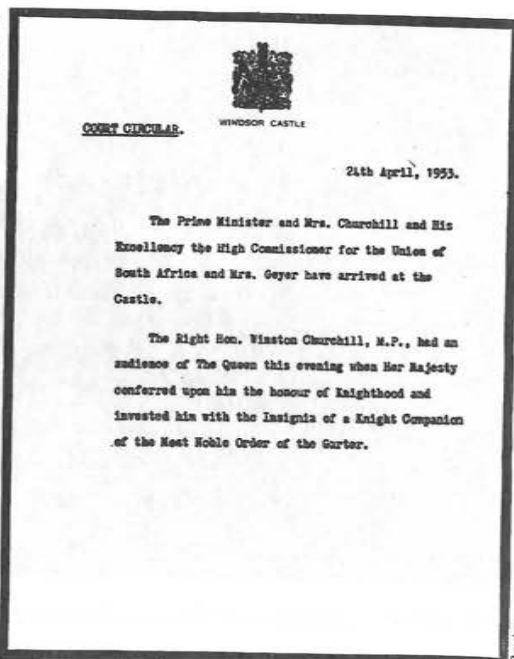 WINDSOR CASTLE
COURT CIRCULAR.
24th April, 1953.
The Prime Minister and Mrs. Churchill and His
Excellency the High Commissioner for the Union of
South Africa and Mrs. Geyer have arrived at the
Castle.
The Right Hon. Winston Churchill, M.P., had an
audience of The Queen this evening when Her Majesty
conferred upon him the honour of Knighthood and
invested him with the Insignia of a Knight Companion
of the Most Noble Order of the Garter.